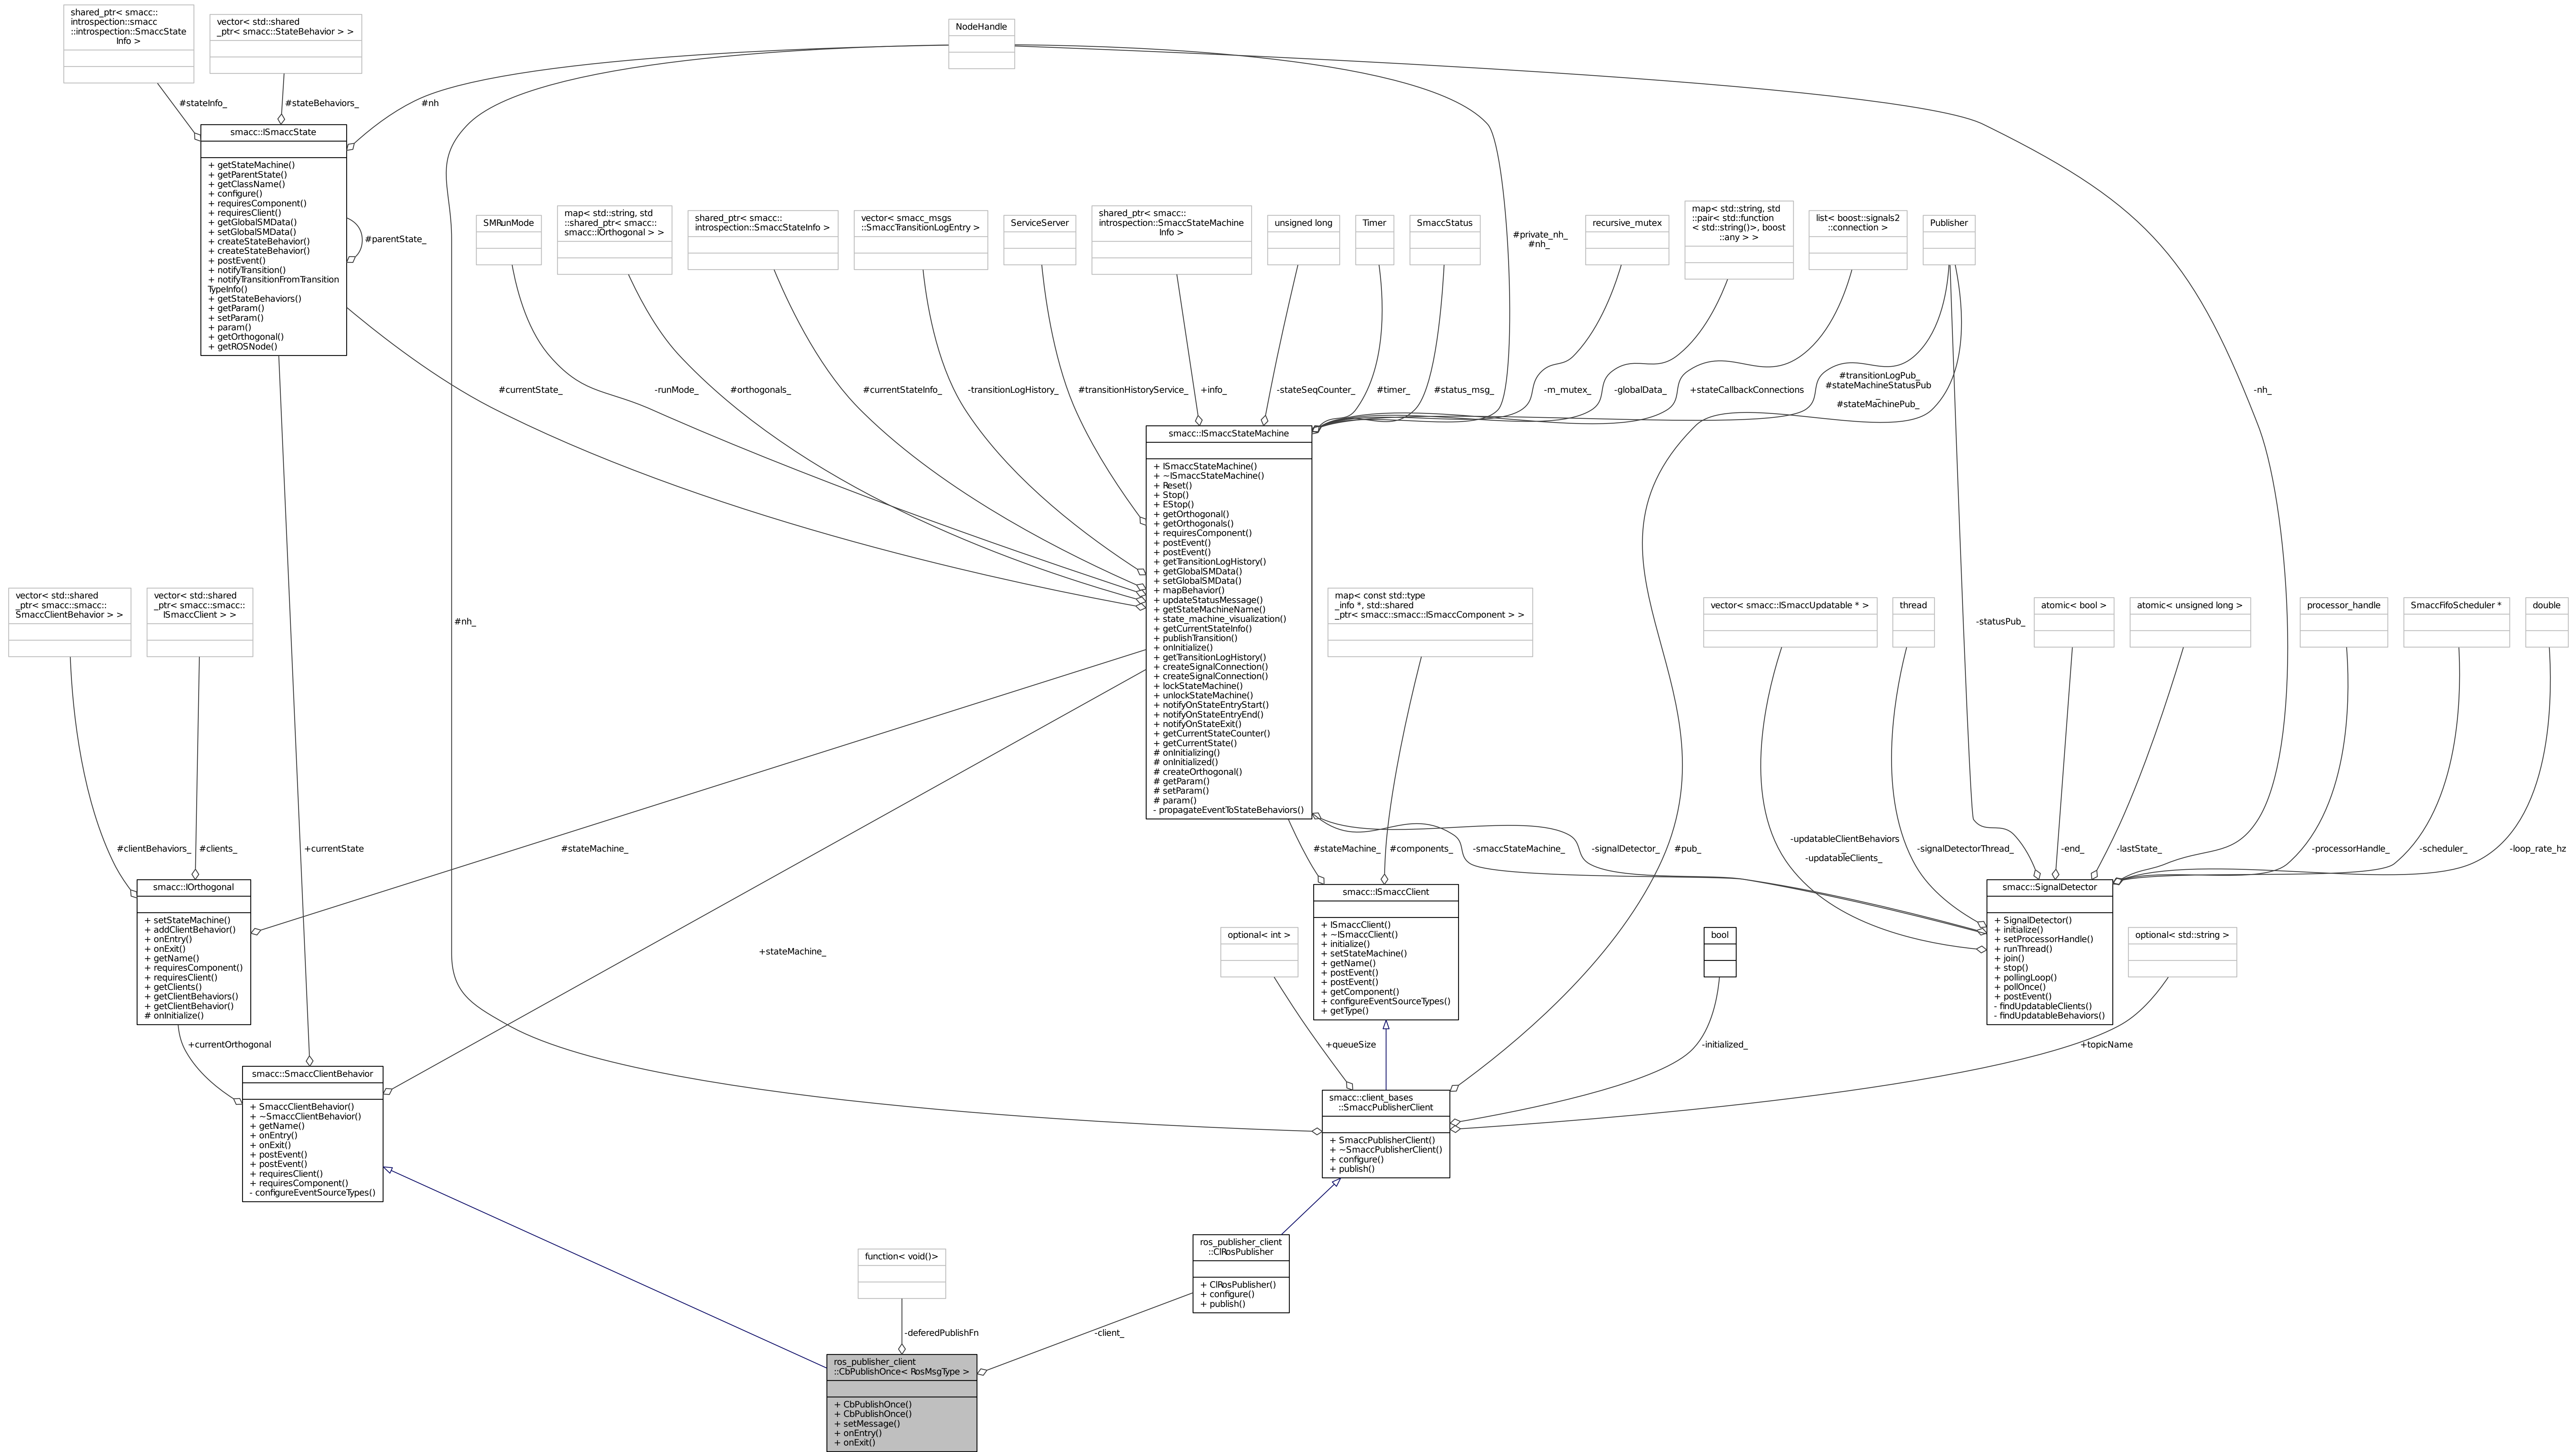 shared_ptr< smacc::
introspection::smacc
::introspection::SmaccState
Info >
vector< std::shared
_ptr< smacc::StateBehavior > >
NodeHandle
#stateInfo_
#stateBehaviors_
#nh
smacc::ISmaccState
+ getStateMachine()
+ getParentState()
+ getClassName()
+ configure()
+ requiresComponent()
+ requiresClient()
+ getGlobalSMData()
+ setGlobalSMData()
+ createStateBehavior()
+ createStateBehavior()
+ postEvent()
+ notifyTransition()
+ notifyTransitionFromTransition
TypeInfo()
+ getStateBehaviors()
+ getParam()
+ setParam()
+ param()
+ getOrthogonal()
+ getROSNode()
#parentState_
SMRunMode
map< std::string, std
::shared_ptr< smacc::
smacc::IOrthogonal > >
shared_ptr< smacc::
introspection::SmaccStateInfo >
vector< smacc_msgs
::SmaccTransitionLogEntry >
ServiceServer
shared_ptr< smacc::
introspection::SmaccStateMachine
Info >
unsigned long
Timer
SmaccStatus
#private_nh_
#nh_
recursive_mutex
map< std::string, std
::pair< std::function
< std::string()>, boost
::any > >
list< boost::signals2
::connection >
Publisher
#currentState_
-runMode_
#orthogonals_
#currentStateInfo_
-transitionLogHistory_
#transitionHistoryService_
+info_
-stateSeqCounter_
#timer_
#status_msg_
-m_mutex_
-globalData_
+stateCallbackConnections
#transitionLogPub_
#stateMachineStatusPub
_
#stateMachinePub_
-nh_
smacc::ISmaccStateMachine
+ ISmaccStateMachine()
+ ~ISmaccStateMachine()
+ Reset()
+ Stop()
+ EStop()
+ getOrthogonal()
+ getOrthogonals()
+ requiresComponent()
+ postEvent()
+ postEvent()
+ getTransitionLogHistory()
+ getGlobalSMData()
+ setGlobalSMData()
+ mapBehavior()
+ updateStatusMessage()
+ getStateMachineName()
+ state_machine_visualization()
+ getCurrentStateInfo()
+ publishTransition()
+ onInitialize()
+ getTransitionLogHistory()
+ createSignalConnection()
+ createSignalConnection()
+ lockStateMachine()
+ unlockStateMachine()
+ notifyOnStateEntryStart()
+ notifyOnStateEntryEnd()
+ notifyOnStateExit()
+ getCurrentStateCounter()
+ getCurrentState()
# onInitializing()
# onInitialized()
# createOrthogonal()
# getParam()
# setParam()
# param()
- propagateEventToStateBehaviors()
vector< std::shared
_ptr< smacc::smacc::
SmaccClientBehavior > >
vector< std::shared
_ptr< smacc::smacc::
ISmaccClient > >
#nh_
map< const std::type
_info *, std::shared
_ptr< smacc::smacc::ISmaccComponent > >
vector< smacc::ISmaccUpdatable * >
thread
-statusPub_
atomic< bool >
atomic< unsigned long >
processor_handle
SmaccFifoScheduler *
double
#clientBehaviors_
#clients_
+currentState
#stateMachine_
#stateMachine_
#components_
-smaccStateMachine_
-signalDetector_
#pub_
-updatableClientBehaviors
_
-updatableClients_
-signalDetectorThread_
-end_
-lastState_
-processorHandle_
-scheduler_
-loop_rate_hz
smacc::IOrthogonal
+ setStateMachine()
+ addClientBehavior()
+ onEntry()
+ onExit()
+ getName()
+ requiresComponent()
+ requiresClient()
+ getClients()
+ getClientBehaviors()
+ getClientBehavior()
# onInitialize()
+stateMachine_
smacc::ISmaccClient
+ ISmaccClient()
+ ~ISmaccClient()
+ initialize()
+ setStateMachine()
+ getName()
+ postEvent()
+ postEvent()
+ getComponent()
+ configureEventSourceTypes()
+ getType()
smacc::SignalDetector
+ SignalDetector()
+ initialize()
+ setProcessorHandle()
+ runThread()
+ join()
+ stop()
+ pollingLoop()
+ pollOnce()
+ postEvent()
- findUpdatableClients()
- findUpdatableBehaviors()
optional< int >
bool
optional< std::string >
+currentOrthogonal
+queueSize
-initialized_
+topicName
smacc::SmaccClientBehavior
+ SmaccClientBehavior()
+ ~SmaccClientBehavior()
+ getName()
+ onEntry()
+ onExit()
+ postEvent()
+ postEvent()
+ requiresClient()
+ requiresComponent()
- configureEventSourceTypes()
smacc::client_bases
::SmaccPublisherClient
+ SmaccPublisherClient()
+ ~SmaccPublisherClient()
+ configure()
+ publish()
ros_publisher_client
::ClRosPublisher
+ ClRosPublisher()
+ configure()
+ publish()
function< void()>
-deferedPublishFn
-client_
ros_publisher_client
::CbPublishOnce< RosMsgType >
+ CbPublishOnce()
+ CbPublishOnce()
+ setMessage()
+ onEntry()
+ onExit()